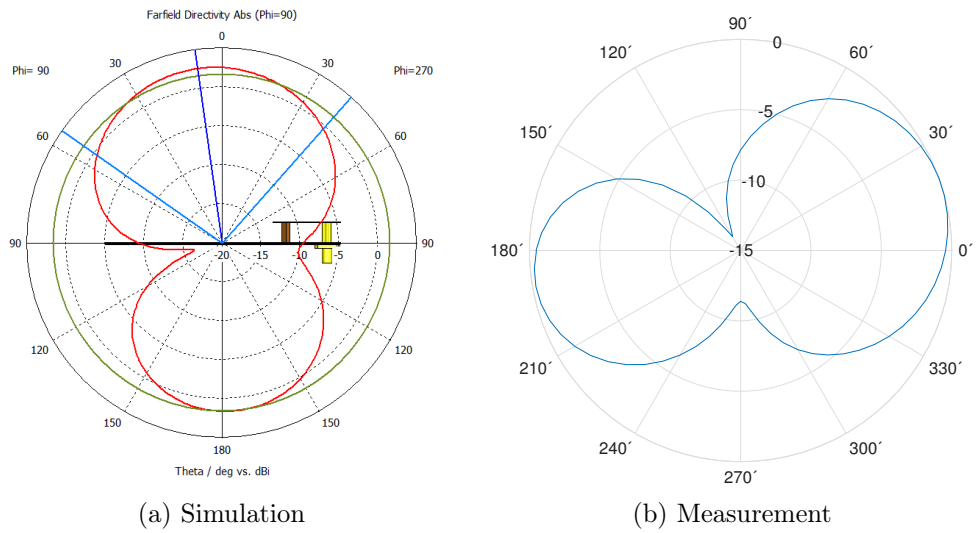 Farfield Directivity Abs (Phi=90)
0
30 30
Phi= 90 Phi=270
60 60
90 90
-20 -15 -10 -5 0
120 120
150 150
180
Theta / deg vs. dBi
(a) Simulation
90´
120´ 0 60´
150´ -5 30´
-10
180´ -15 0´
210´ 330´
240´ 300´
270´
(b) Measurement